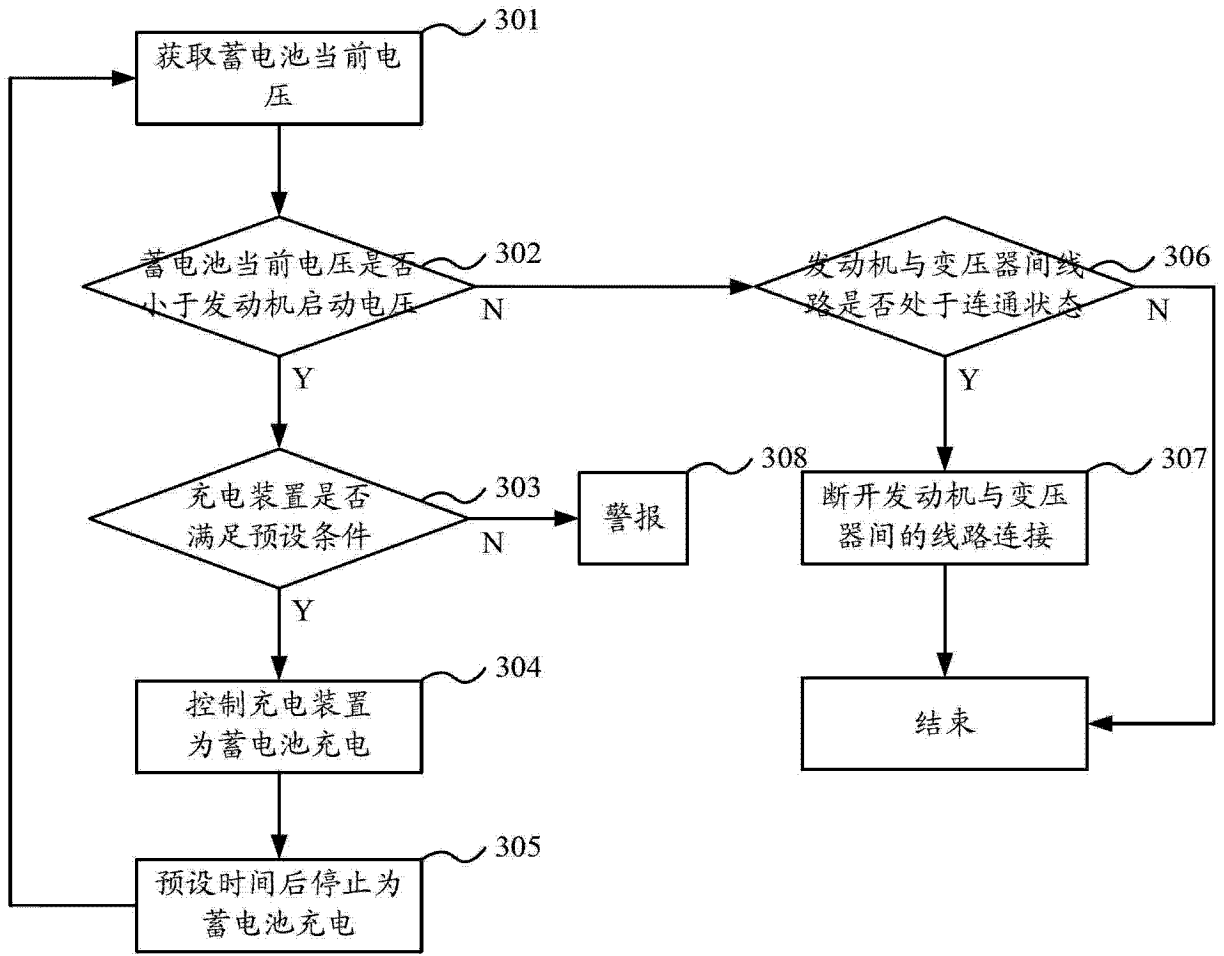 301
获取蓄电池当前电
压
302
蓄电池当前电压是否
小于发动机启动电压
N
Y
306
发动机与变压器间线
路是否处于连通状态
N
Y
303
充电装置是否
满足预设条件
N
Y
308
警报
307
断开发动机与变压
器间的线路连接
304
控制充电装置
为蓄电池充电
结束
305
预设时间后停止为
蓄电池充电